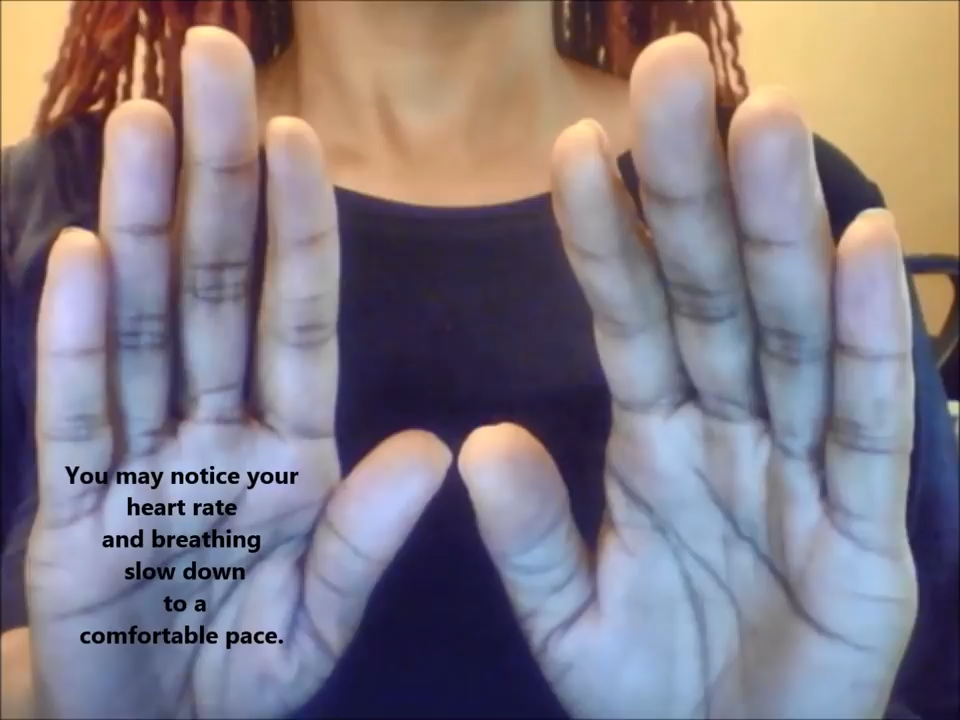 You may notice your
heart rate
and breathing
slow down
to a
comfortable pace.